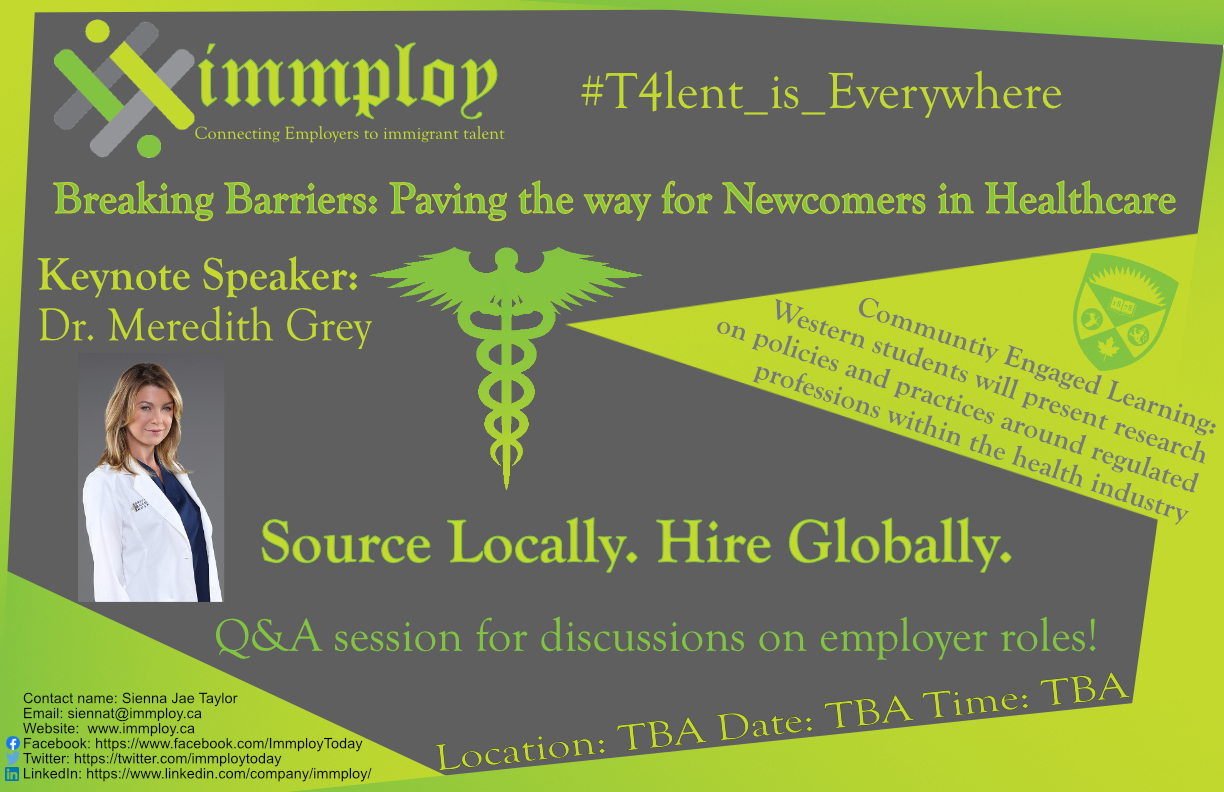 immploy
Connecting Employers to immigrant talent
#T4lent_is_Everywhere
Breaking Barriers: Paving the way for Newcomers in Healthcare
Keynote Speaker:
Dr. Meredith Grey
Communtiy Engaged Learning:
Western students will present research
on policies and practices around regulated
professions within the health industry
Source Locally. Hire Globally.
Q&A session for discussions on employer roles!
Location: TBA Date: TBA Time: TBA
Contact name: Sienna Jae Taylor
Email: siennat@immploy.ca
Website: www.immploy.ca
Facebook: https://www.facebook.com/ImmployToday
Twitter: https://twitter.com/immploytoday
LinkedIn: https://www.linkedin.com/company/immploy/